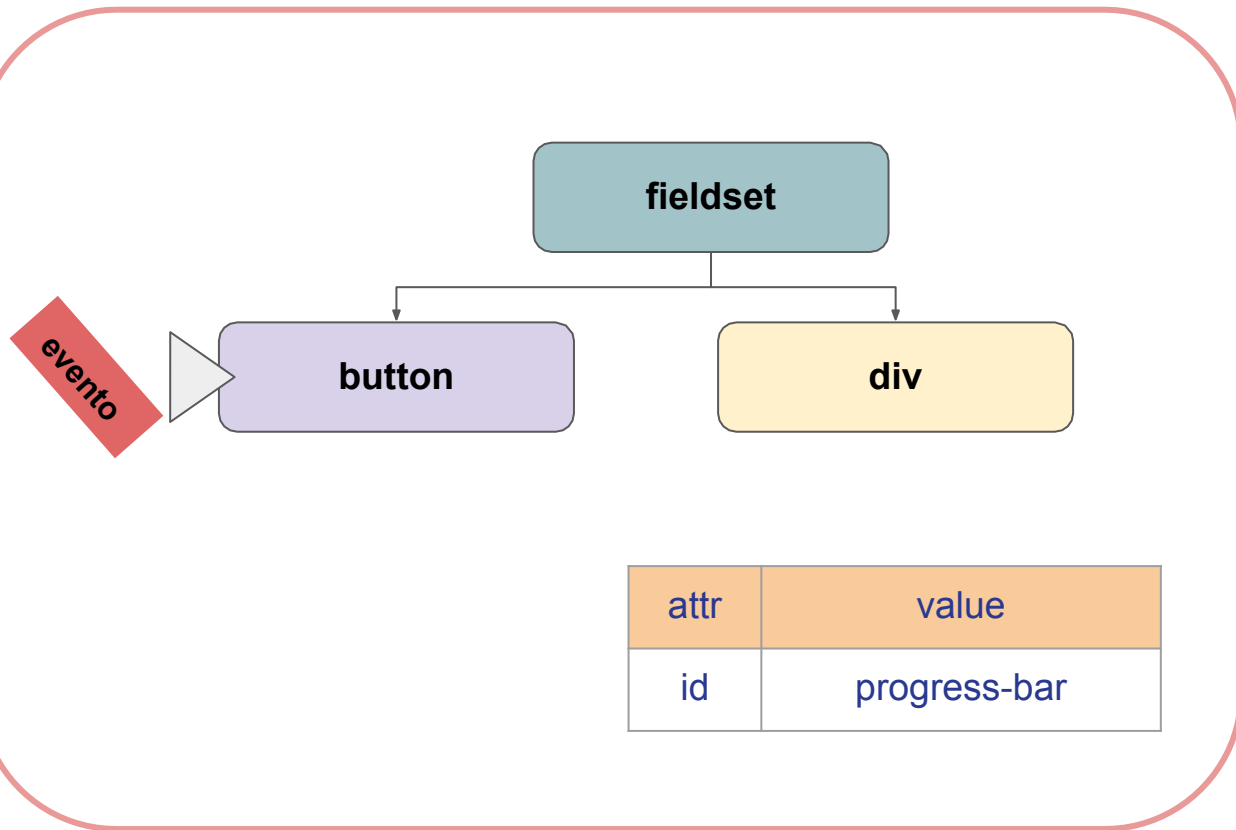 fieldset
evento
button
div
attr value
id progress-bar